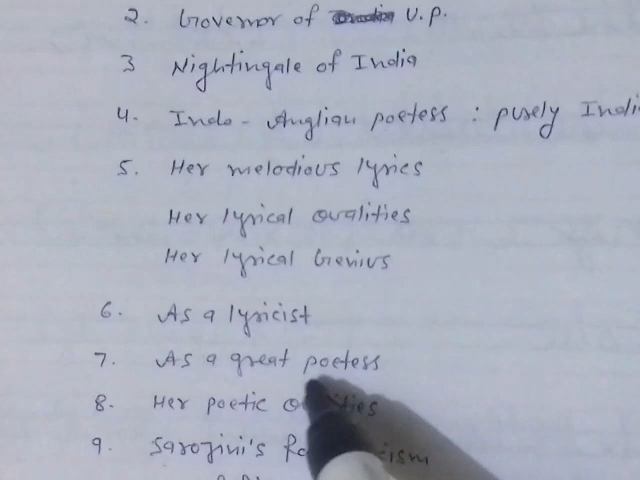 2. Governor of U.P.
3 Nightingale of India
4. Indo-Anglian poetess : purely Indi
5. Her melodious lyrics
Her lyrical Qualities
Her lyrical Genius
6. As a lyricist
7. As a great poetess
8. Her poetic
9. Sarojini's